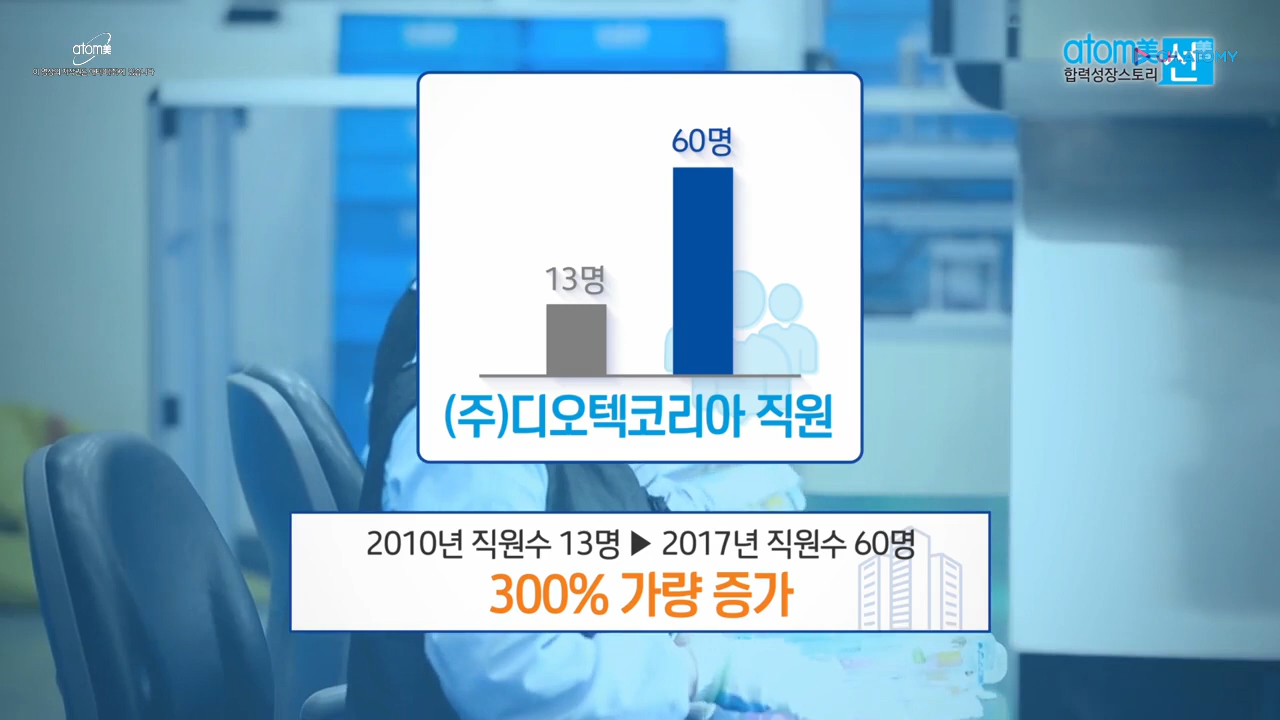 atom美
atom美
합력성장스토리 선
60명
13명
(주)디오텍코리아 직원
2010년 직원수 13명 ▶ 2017년 직원수 60명
300% 가량 증가